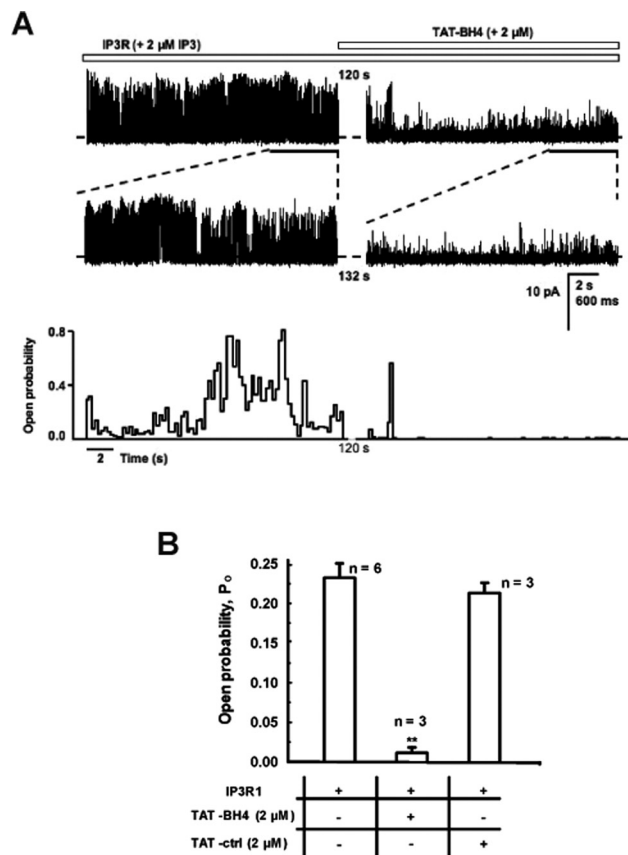 A
IP3R (+ 2 µM IP3)
TAT-BH4 (+ 2 µM)
120 s
132 s
10 pA
2 s
600 ms
Open probability
0.8
0.4
0.0
2
Time (s)
120 s
B
Open probability, Po
0.25
0.20
0.25
0.10
0.05
0.00
n = 6
n = 3
**
n = 3
IP3R1 + + +
TAT -BH4 (2 µM) - + -
TAT -ctrl (2 µM) - - +